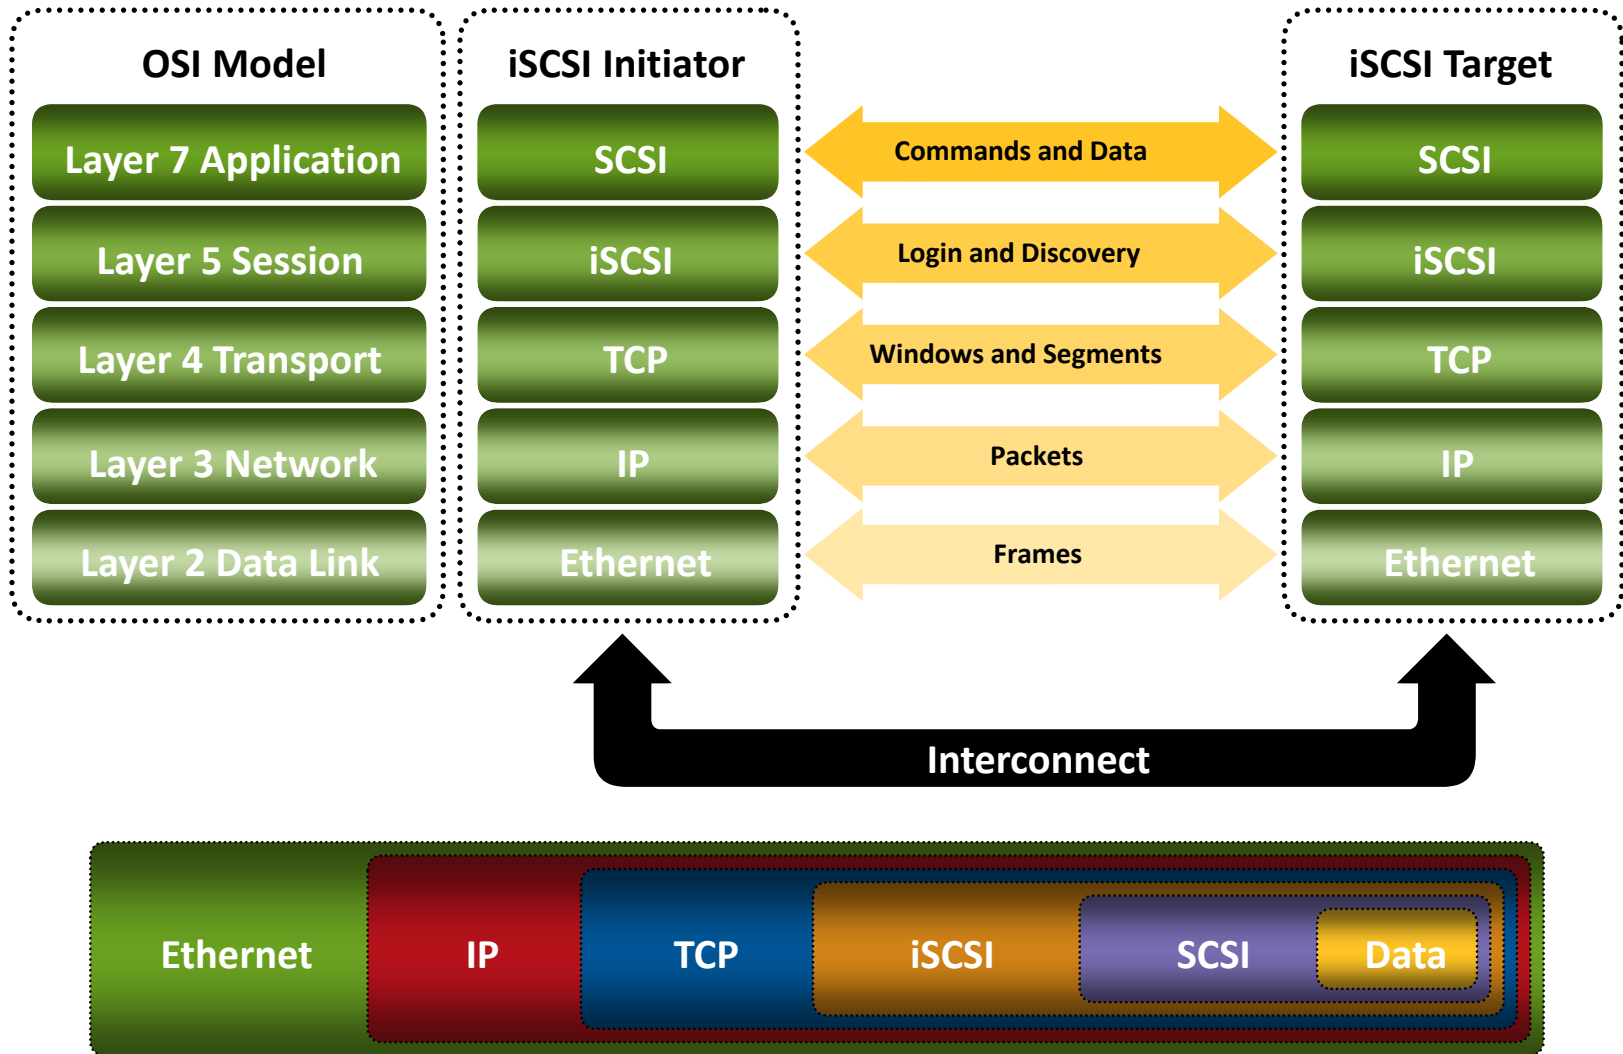 OSI Model
iSCSI Initiator
iSCSI Target
Layer 7 Application
SCSI
Commands and Data
SCSI
Layer 5 Session
iSCSI
Login and Discovery
iSCSI
Layer 4 Transport
TCP
Windows and Segments
TCP
Layer 3 Network
IP
Packets
IP
Layer 2 Data Link
Ethernet
Frames
Ethernet
Interconnect
Ethernet
IP
TCP
iSCSI
SCSI
Data